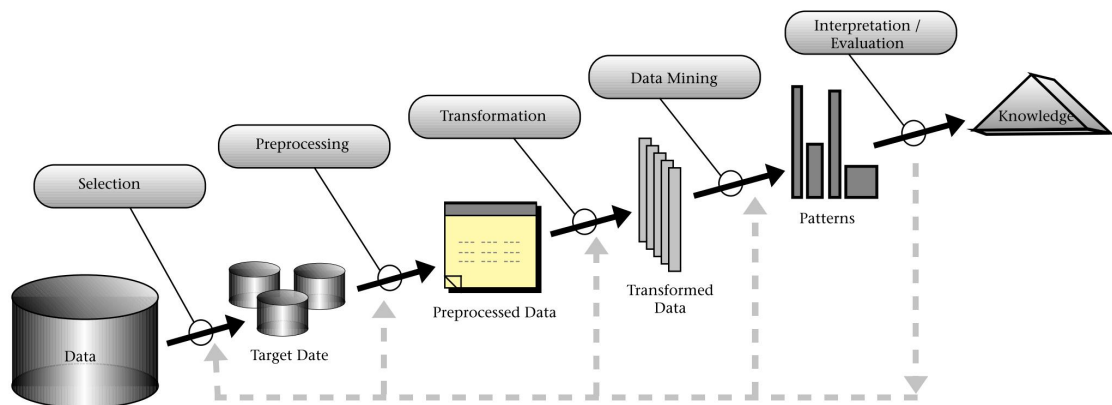 Interpretation /
Evaluation
Data Mining
Transformation
Preprocessing
Selection
Data
Target Date
Preprocessed Data
Transformed
Data
Patterns
Knowledge